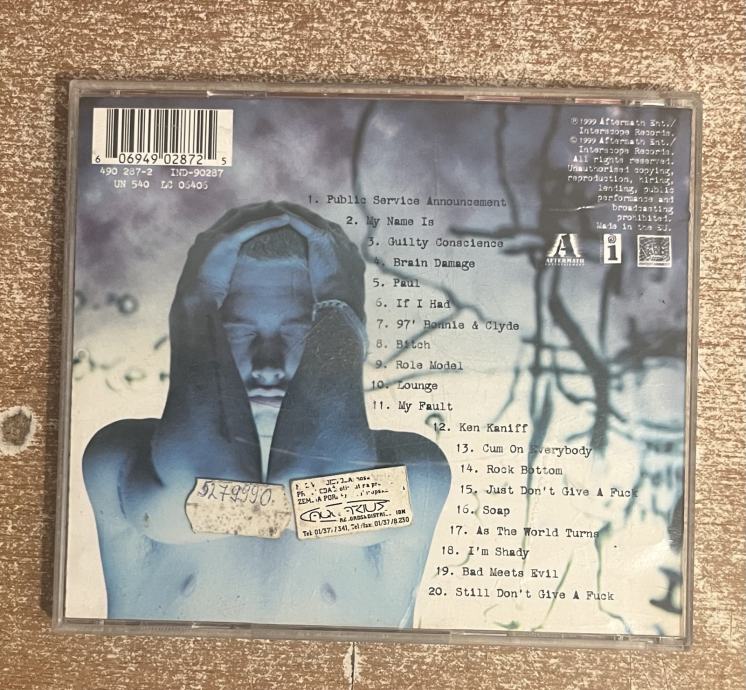 6 06949 02872 5
490 287-2 IND-90287
UN 540 LC 06406
℗ 1999 Aftermath Ent./
Interscope Records.
© 1999 Aftermath Ent./
Interscope Records.
All rights reserved.
Unauthorised copying,
reproduction, hiring,
lending, public
performance and
broadcasting
prohibited.
Made in the EU.
A
AFTERMATH
ENTERTAINMENT
i
1. Public Service Announcement
2. My Name Is
3. Guilty Conscience
4. Brain Damage
5. Paul
6. If I Had
7. 97' Bonnie & Clyde
8. Bitch
9. Role Model
10. Lounge
11. My Fault
12. Ken Kaniff
13. Cum On Everybody
14. Rock Bottom
15. Just Don't Give A Fuck
16. Soap
17. As The World Turns
18. I'm Shady
19. Bad Meets Evil
20. Still Don't Give A Fuck
5279990